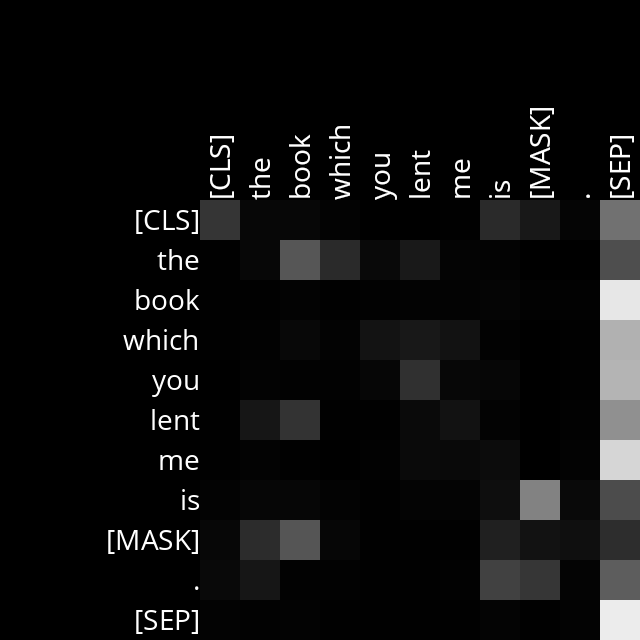 [CLS] the book which you lent me is [MASK] . [SEP]
[CLS]
the
book
which
you
lent
me
is
[MASK]
.
[SEP]